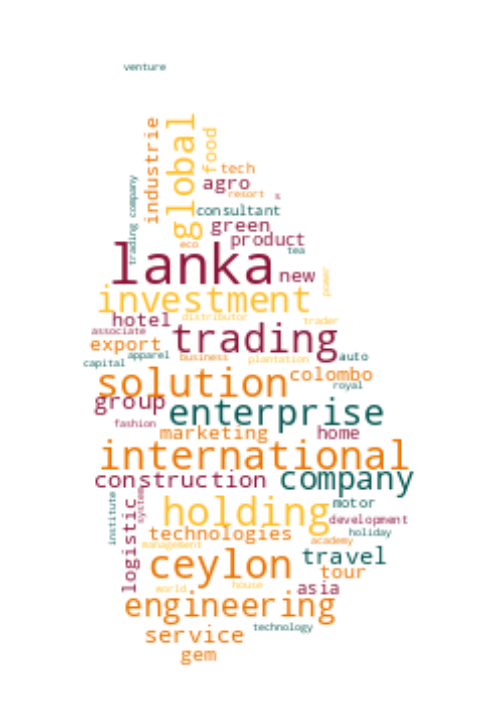 venture
industrie
global
food
tech
trading company
agro
resort
s
consultant
green
product
eco
tea
lanka
new
power
investment
hotel
distributor
trader
associate
trading
export
apparel
business
plantation
auto
capital
solution
colombo
royal
group
enterprise
fashion
marketing
home
international
construction
company
institute
system
logistic
holding
motor
development
technologies
holiday
academy
management
ceylon
travel
tour
world
house
asia
engineering
service
technology
gem